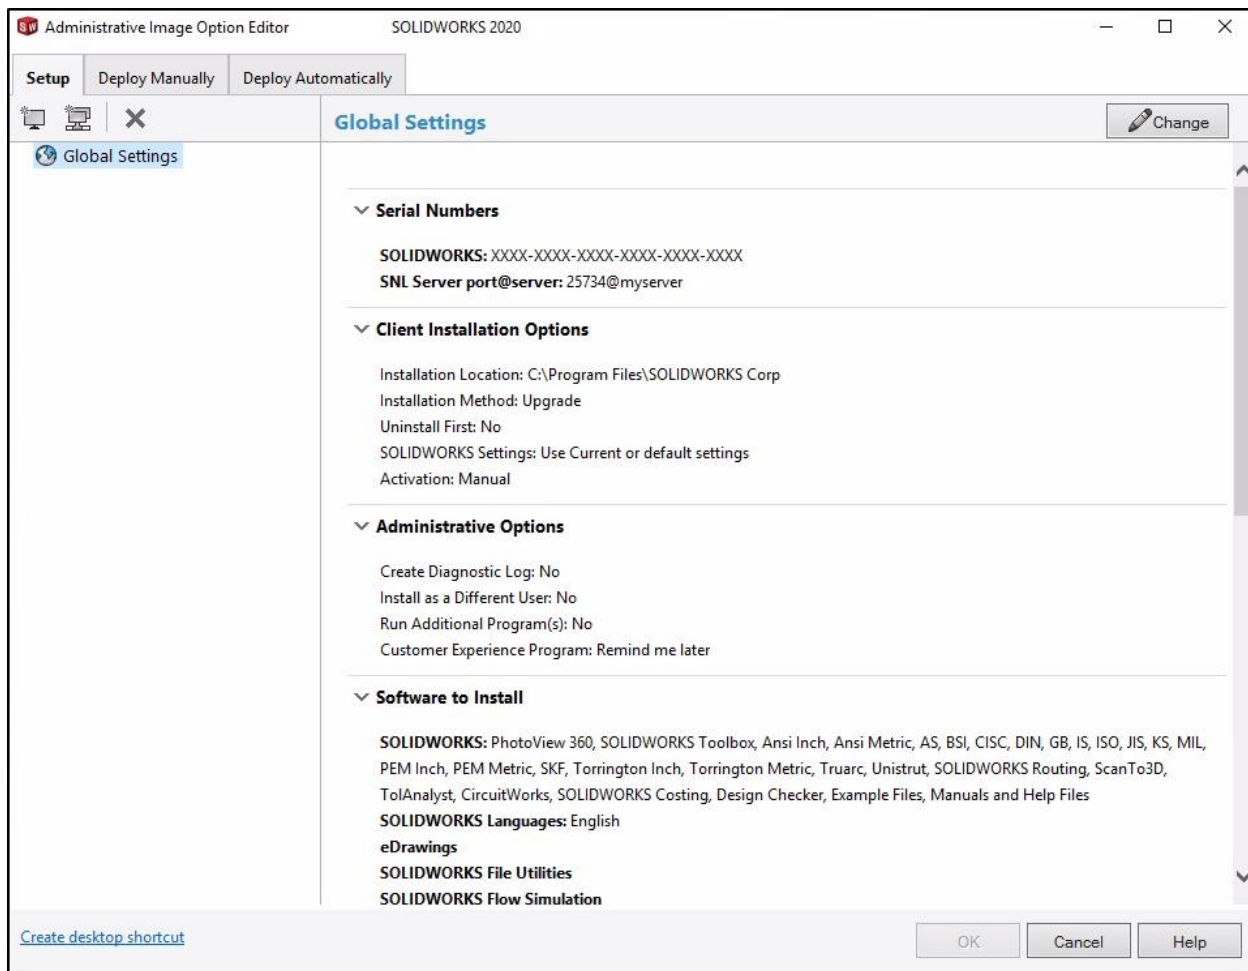 SW Administrative Image Option Editor SOLIDWORKS 2020
Setup Deploy Manually Deploy Automatically
Global Settings Change
Global Settings
Serial Numbers
SOLIDWORKS: XXXX-XXXX-XXXX-XXXX-XXXX-XXXX
SNL Server port@server: 25734@myserver
Client Installation Options
Installation Location: C:\Program Files\SOLIDWORKS Corp
Installation Method: Upgrade
Uninstall First: No
SOLIDWORKS Settings: Use Current or default settings
Activation: Manual
Administrative Options
Create Diagnostic Log: No
Install as a Different User: No
Run Additional Program(s): No
Customer Experience Program: Remind me later
Software to Install
SOLIDWORKS: PhotoView 360, SOLIDWORKS Toolbox, Ansi Inch, Ansi Metric, AS, BSI, CISC, DIN, GB, IS, ISO, JIS, KS, MIL,
PEM Inch, PEM Metric, SKF, Torrington Inch, Torrington Metric, Truarc, Unistrut, SOLIDWORKS Routing, ScanTo3D,
TolAnalyst, CircuitWorks, SOLIDWORKS Costing, Design Checker, Example Files, Manuals and Help Files
SOLIDWORKS Languages: English
eDrawings
SOLIDWORKS File Utilities
SOLIDWORKS Flow Simulation
Create desktop shortcut OK Cancel Help